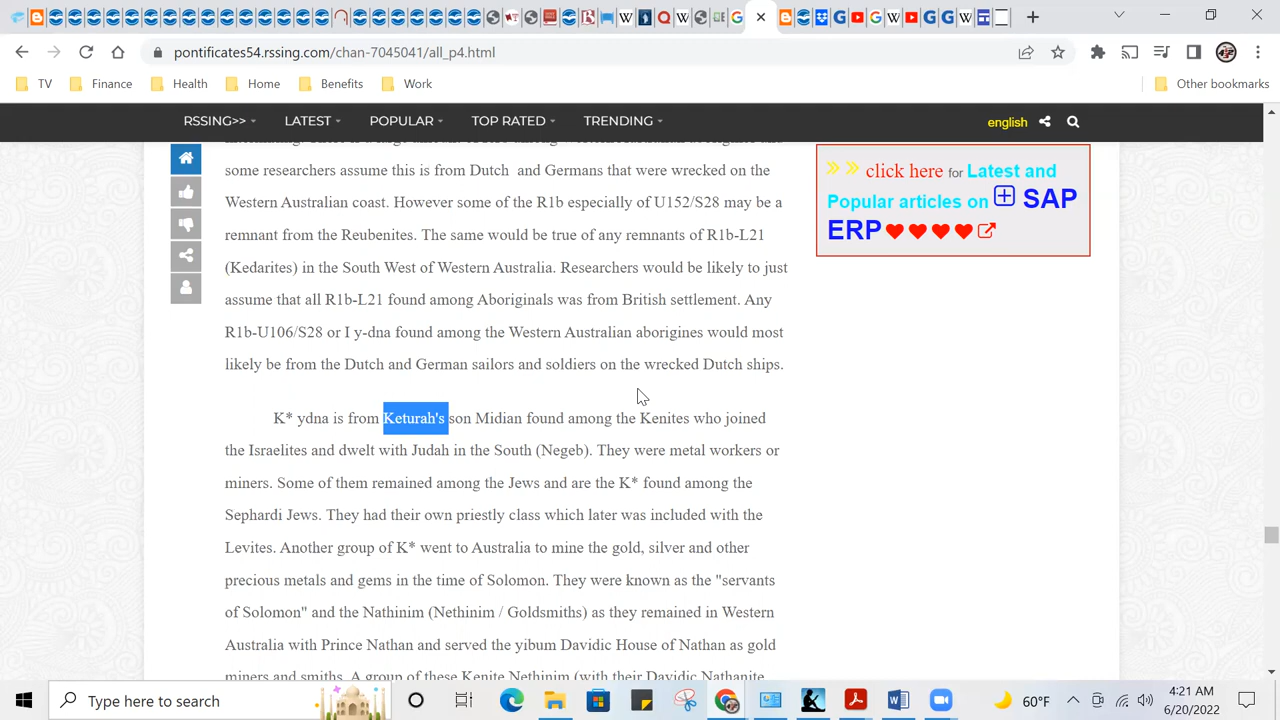 pontificates54.rssing.com/chan-7045041/all_p4.html
TV Finance Health Home Benefits Work Other bookmarks
RSSING>> LATEST POPULAR TOP RATED TRENDING english
some researchers assume this is from Dutch and Germans that were wrecked on the
Western Australian cost. However some of the R1b especially of U152/S28 may be a
remnant from the Reubenites. The same would be true of any remnants of R1b-L21
(Kedarites) in the South West of Western Australia. Researchers would be likely to just
assume that all R1b-L21 found among Aboriginals was from British settlement. Any
R1b-U106/S28 or I y-dna found among the Western Australian aborigines would most
likely be from the Dutch and German sailors and soldiers on the wrecked Dutch ships.
K* ydna is from Keturah's son Midian found among the Kenites who joined
the Israelites and dwelt with Judah in the South (Negeb). They were metal workers or
miners. Some of them remained among the Jews and are the K* found among the
Sephardi Jews. They had their own priestly class which later was included with the
Levites. Another group of K* went to Australia to mine the gold, silver and other
precious metals and gems in the time of Solomon. They were known as the "servants
of Solomon" and the Nathinim (Nethinim / Goldsmiths) as they remained in Western
Australia with Prince Nathan and served the yibum Davidic House of Nathan as gold
miners and smiths. A group of these Kenite Nethinim (with their Davidic Nathanite
click here for Latest and
Popular articles on SAP
ERP
Type here to search
60°F
4:21 AM
6/20/2022